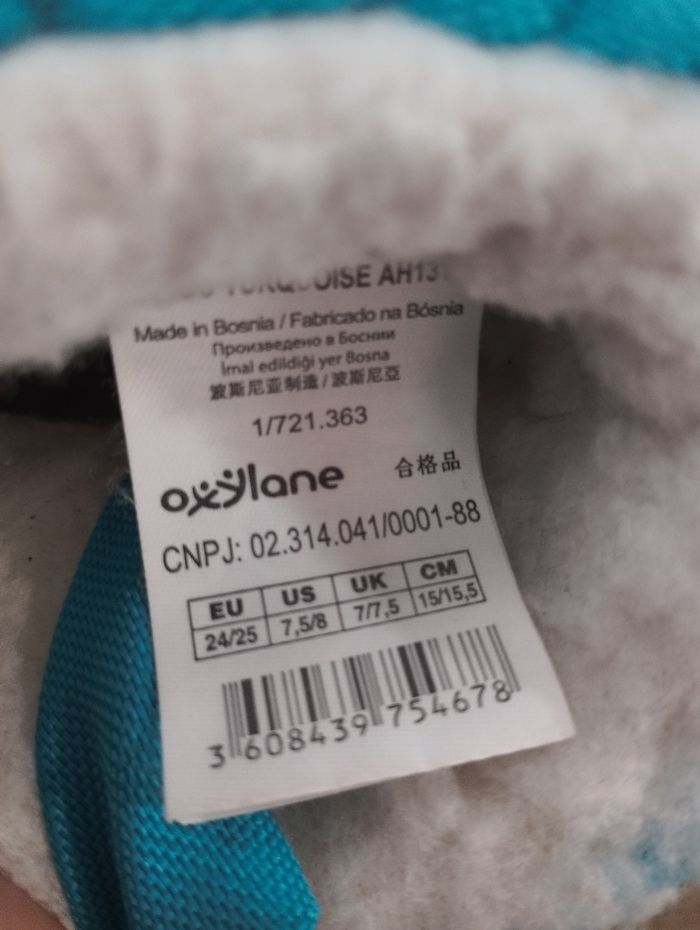 TURQUOISE AH13
Made in Bosnia / Fabricado na Bósnia
Произведено в Боснии
İmal edildiği yer Bosna
波斯尼亚制造 / 波斯尼亞
1/721.363
oxylane 合格品
CNPJ: 02.314.041/0001-88
EU US UK CM
24/25 7,5/8 7/7,5 15/15,5
3 608439 754678